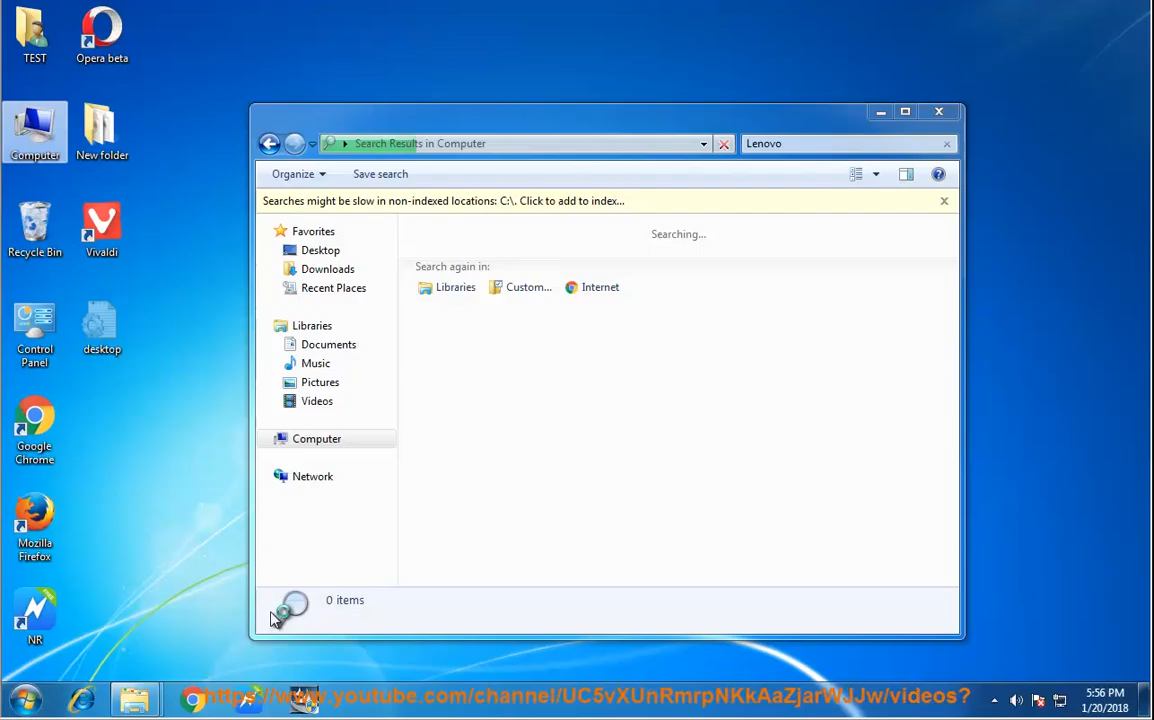 TEST
Opera beta
Computer
New folder
Recycle Bin
Vivaldi
Control
Panel
desktop
Google
Chrome
Mozilla
Firefox
NR
Search Results in Computer
Lenovo
Organize
Save search
Searches might be slow in non-indexed locations: C:\. Click to add to index...
Favorites
Desktop
Downloads
Recent Places
Libraries
Documents
Music
Pictures
Videos
Computer
Network
Searching...
Search again in:
Libraries
Custom...
Internet
0 items
https://www.youtube.com/channel/UC5vXUnRmrpNKkAaZjarWJJw/videos?
5:56 PM
1/20/2018